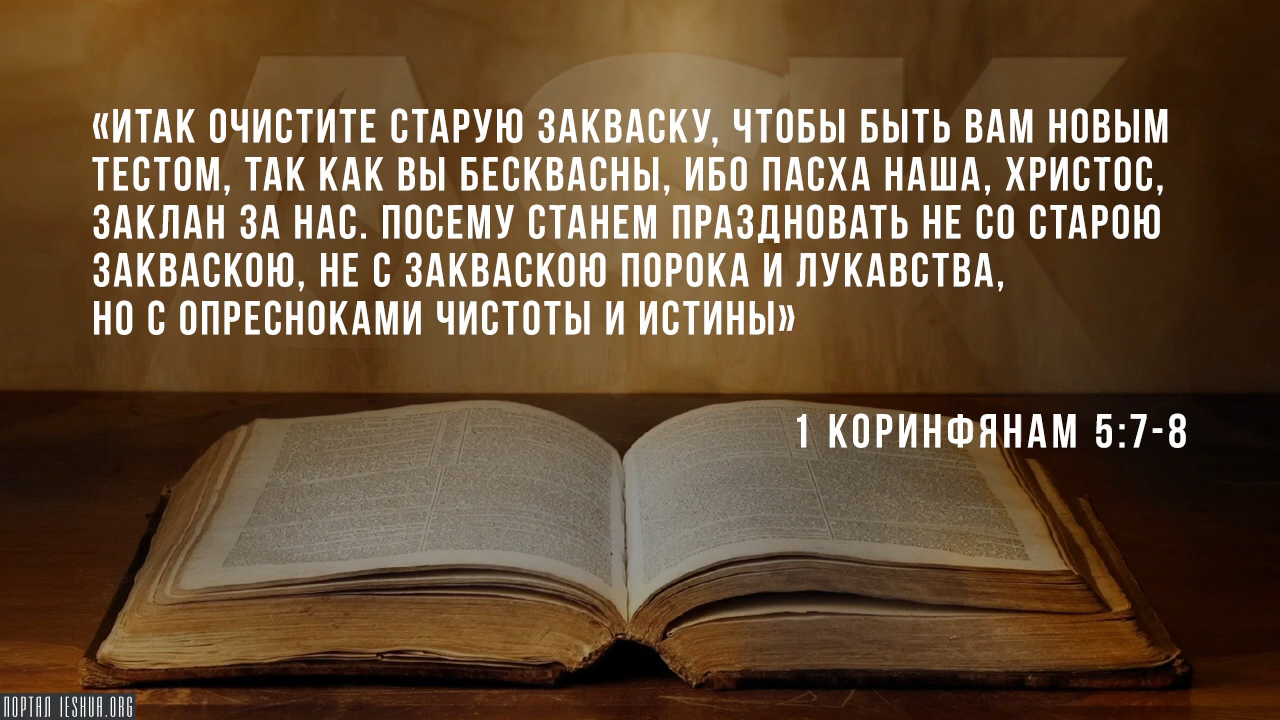 «ИТАК ОЧИСТИТЕ СТАРУЮ ЗАКВАСКУ, ЧТОБЫ БЫТЬ ВАМ НОВЫМ
ТЕСТОМ, ТАК КАК ВЫ БЕСКВАСНЫ, ИБО ПАСХА НАША, ХРИСТОС,
ЗАКЛАН ЗА НАС. ПОСЕМУ СТАНЕМ ПРАЗДНОВАТЬ НЕ СО СТАРОЮ
ЗАКВАСКОЮ, НЕ С ЗАКВАСКОЮ ПОРОКА И ЛУКАВСТВА,
НО С ОПРЕСНОКАМИ ЧИСТОТЫ И ИСТИНЫ»
1 КОРИНФЯНАМ 5:7-8
ПОРТАЛ IESHUA.ORG